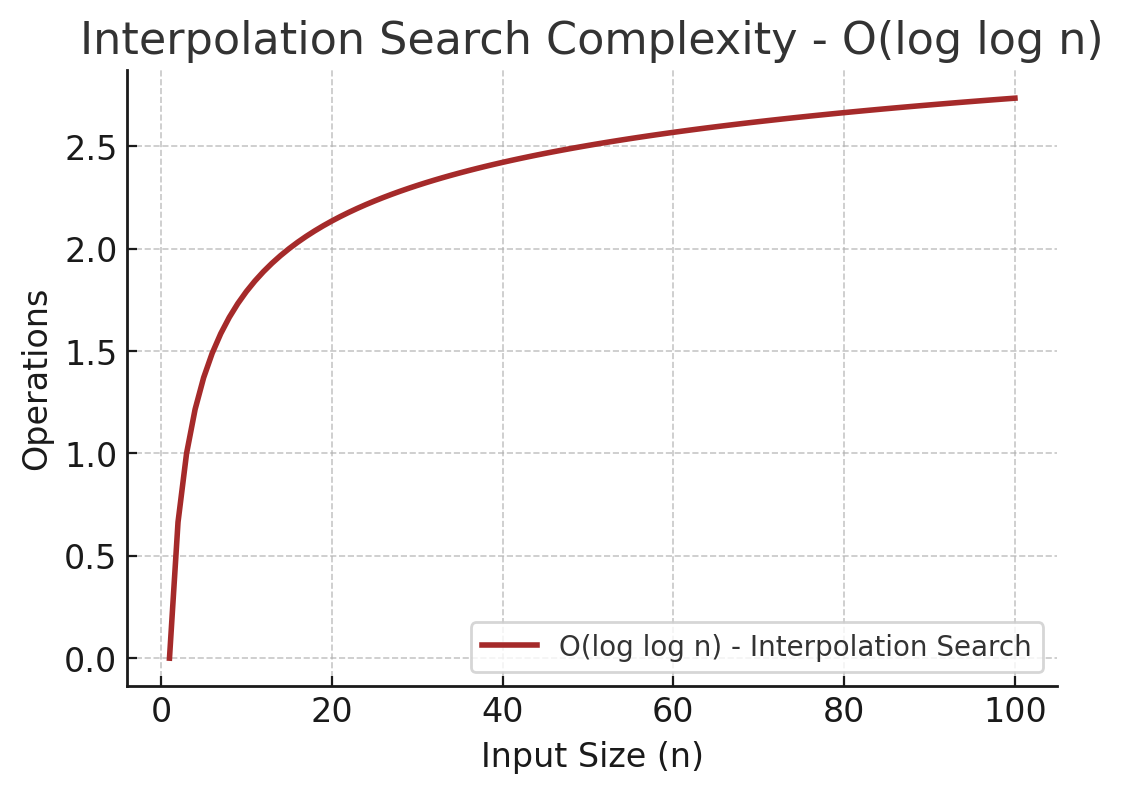 Interpolation Search Complexity - O(log log n)
2.5
2.0
1.5
1.0
0.5
0.0
Operations
O(log log n) - Interpolation Search
0 20 40 60 80 100
Input Size (n)